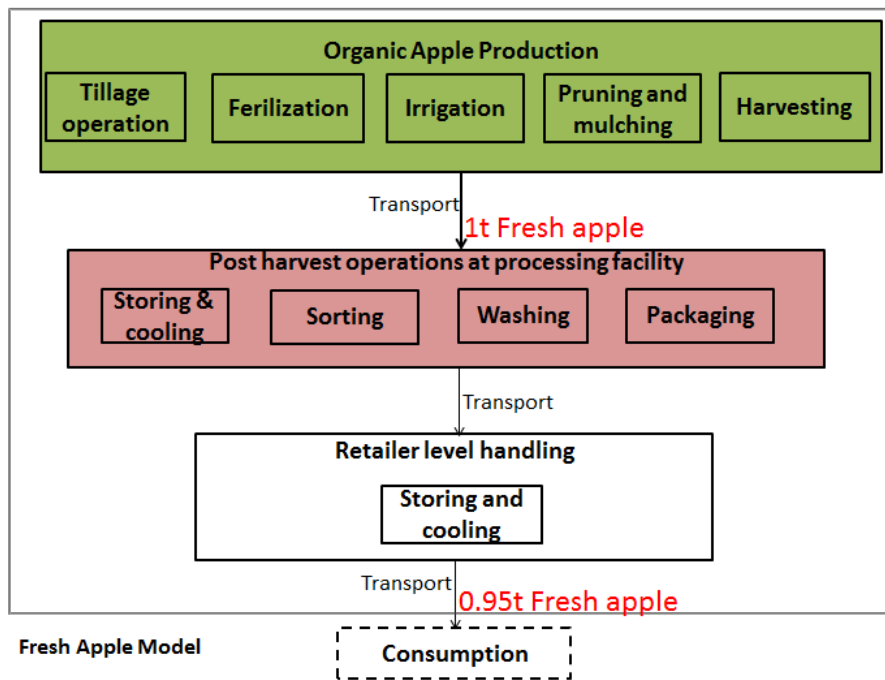 Organic Apple Production
Tillage
operation
Ferilization
Irrigation
Pruning and
mulching
Harvesting
Transport
1t Fresh apple
Post harvest operations at processing facility
Storing &
cooling
Sorting
Washing
Packaging
Transport
Retailer level handling
Storing and
cooling
Transport
0.95t Fresh apple
Fresh Apple Model
Consumption